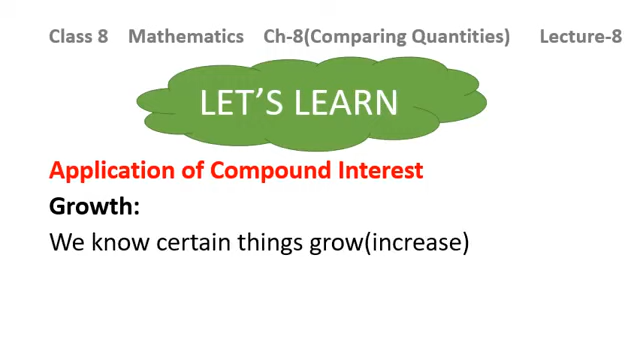 Class 8 Mathematics Ch-8(Comparing Quantities) Lecture-8
LET'S LEARN
Application of Compound Interest
Growth:
We know certain things grow(increase)